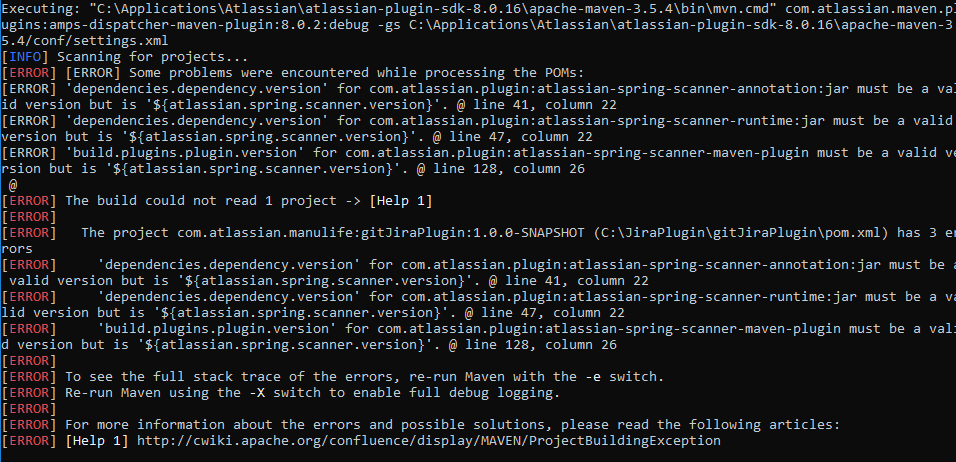 Executing: "C:\Applications\Atlassian\atlassian-plugin-sdk-8.0.16\apache-maven-3.5.4\bin\mvn.cmd" com.atlassian.maven.pl
ugins:amps-dispatcher-maven-plugin:8.0.2:debug -gs C:\Applications\Atlassian\atlassian-plugin-sdk-8.0.16\apache-maven-3
5.4/conf/settings.xml
[INFO] Scanning for projects...
[ERROR] [ERROR] Some problems were encountered while processing the POMs:
[ERROR] 'dependencies.dependency.version' for com.atlassian.plugin:atlassian-spring-scanner-annotation:jar must be a val
id version but is '${atlassian.spring.scanner.version}'. @ line 41, column 22
[ERROR] 'dependencies.dependency.version' for com.atlassian.plugin:atlassian-spring-scanner-runtime:jar must be a valid
version but is '${atlassian.spring.scanner.version}'. @ line 47, column 22
[ERROR] 'build.plugins.plugin.version' for com.atlassian.plugin:atlassian-spring-scanner-maven-plugin must be a valid ve
rsion but is '${atlassian.spring.scanner.version}'. @ line 128, column 26
@
[ERROR] The build could not read 1 project -> [Help 1]
[ERROR]
[ERROR] The project com.atlassian.manulife:gitJiraPlugin:1.0.0-SNAPSHOT (C:\JiraPlugin\gitJiraPlugin\pom.xml) has 3 er
rors
[ERROR] 'dependencies.dependency.version' for com.atlassian.plugin:atlassian-spring-scanner-annotation:jar must be a
valid version but is '${atlassian.spring.scanner.version}'. @ line 41, column 22
[ERROR] 'dependencies.dependency.version' for com.atlassian.plugin:atlassian-spring-scanner-runtime:jar must be a va
lid version but is '${atlassian.spring.scanner.version}'. @ line 47, column 22
[ERROR] 'build.plugins.plugin.version' for com.atlassian.plugin:atlassian-spring-scanner-maven-plugin must be a vali
d version but is '${atlassian.spring.scanner.version}'. @ line 128, column 26
[ERROR]
[ERROR] To see the full stack trace of the errors, re-run Maven with the -e switch.
[ERROR] Re-run Maven using the -X switch to enable full debug logging.
[ERROR]
[ERROR] For more information about the errors and possible solutions, please read the following articles:
[ERROR] [Help 1] http://cwiki.apache.org/confluence/display/MAVEN/ProjectBuildingException